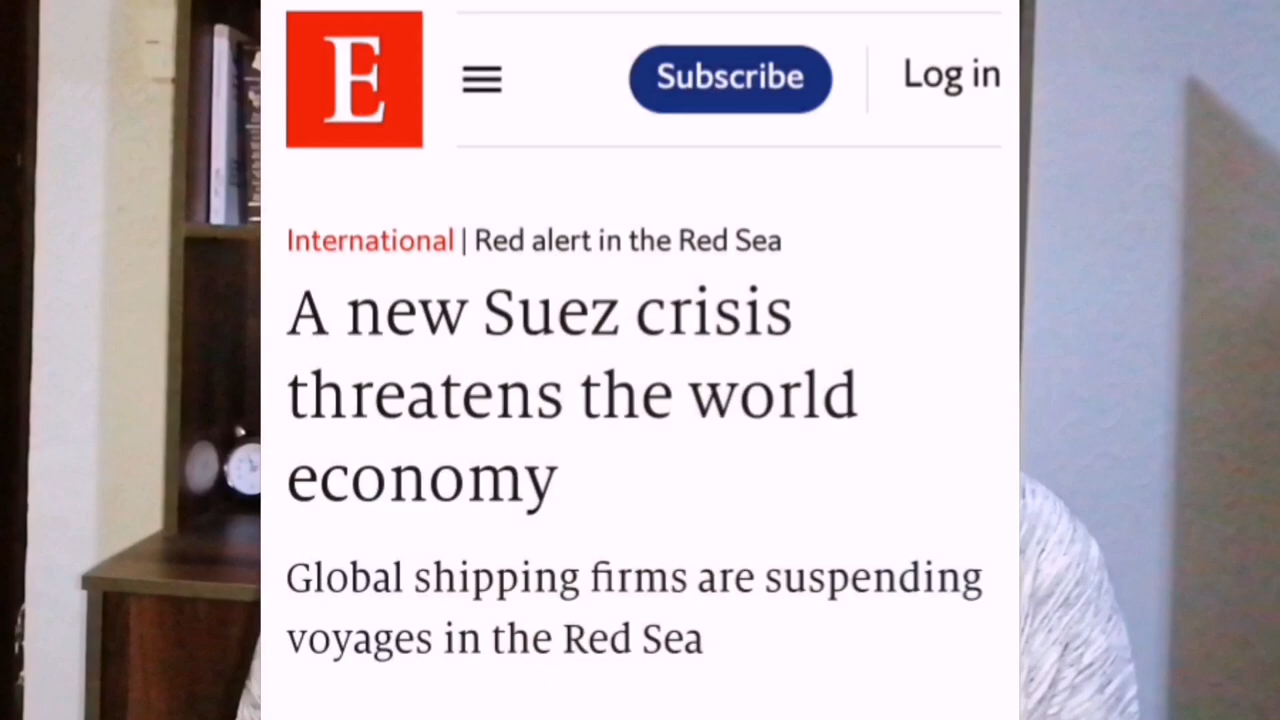 E
Subscribe
Log in
International | Red alert in the Red Sea
A new Suez crisis
threatens the world
economy
Global shipping firms are suspending
voyages in the Red Sea